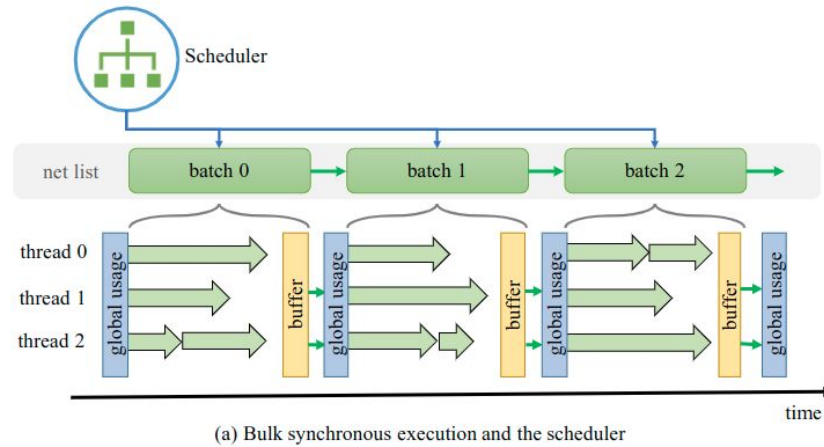 Scheduler
net list
batch 0
batch 1
batch 2
thread 0
thread 1
thread 2
global usage
buffer
global usage
buffer
global usage
buffer
global usage
time
(a) Bulk synchronous execution and the scheduler